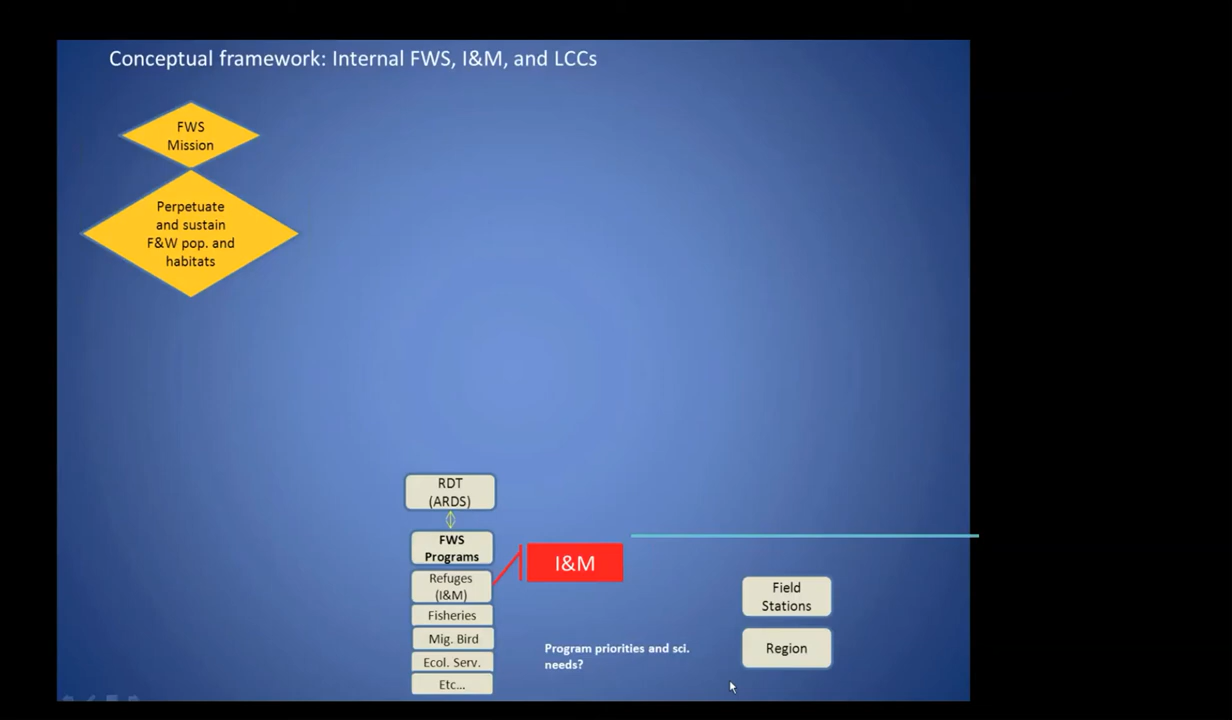 Conceptual framework: Internal FWS, I&M, and LCCs
FWS
Mission
Perpetuate
and sustain
F&W pop. and
habitats
RDT
(ARDS)
FWS
Programs
Refuges
(I&M)
Fisheries
Mig. Bird
Ecol. Serv.
Etc...
I&M
Program priorities and sci.
needs?
Field
Stations
Region